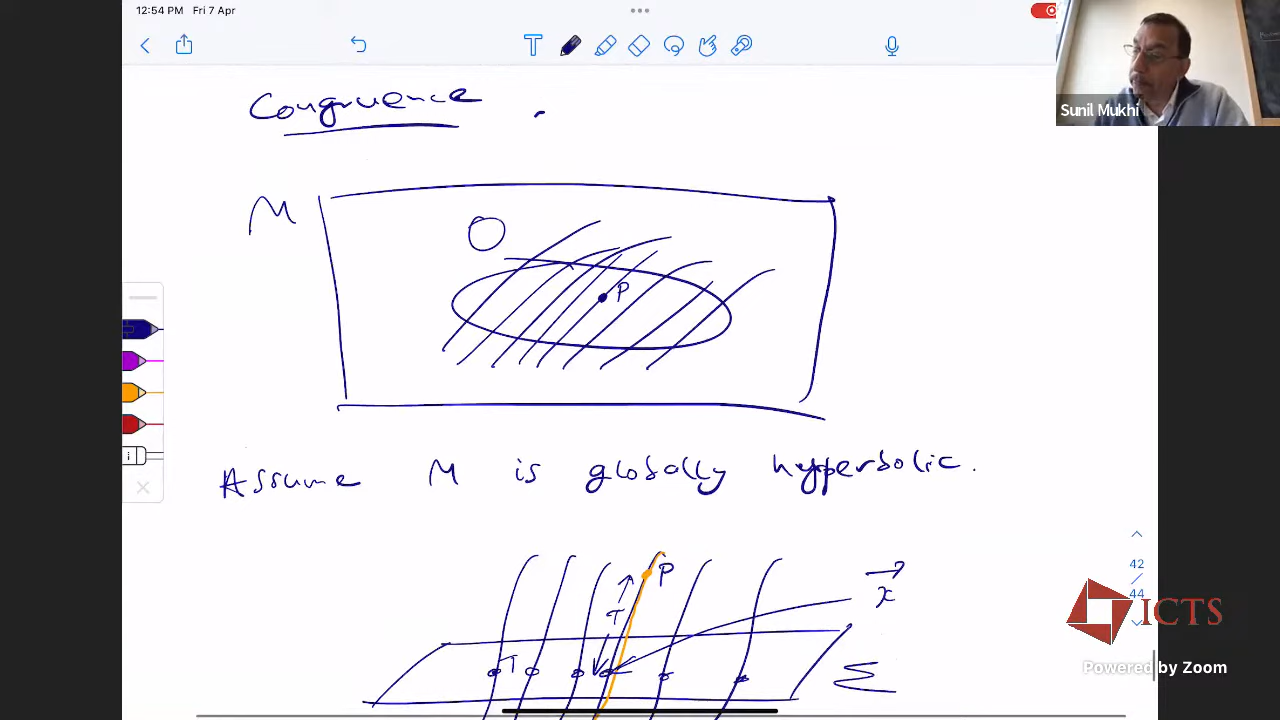 12:54 PM Fri 7 Apr
Congruence
Sunil Mukhi
M
O
P
Assume M is globally hyperbolic.
P
τ
x
T
Σ
42
/
44
ICTS
Powered by Zoom